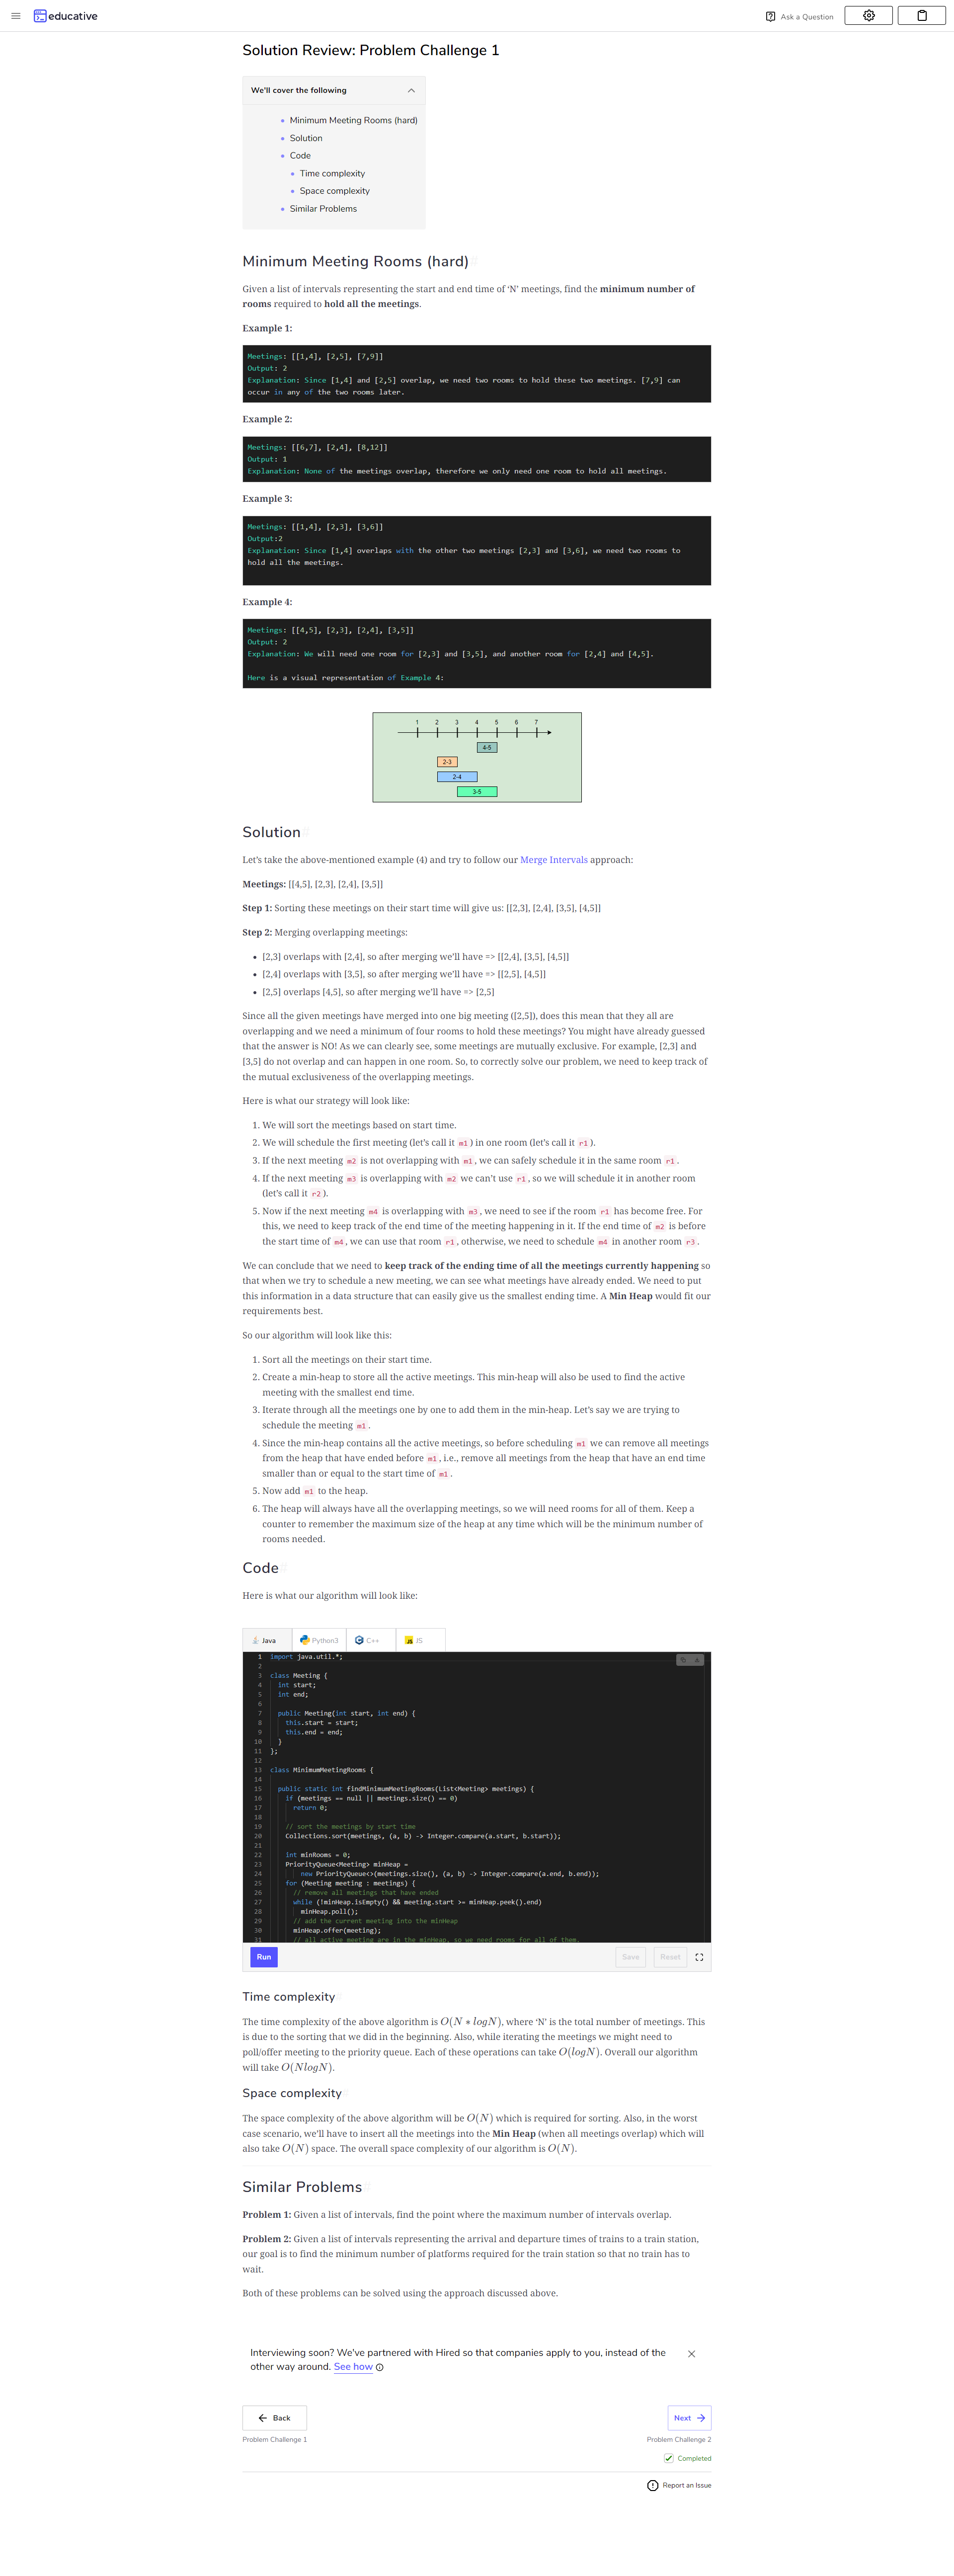 educative
Ask a Question
Solution Review: Problem Challenge 1
We'll cover the following
Minimum Meeting Rooms (hard)
Solution
Code
Time complexity
Space complexity
Similar Problems
Minimum Meeting Rooms (hard)
Given a list of intervals representing the start and end time of ‘N’ meetings, find the minimum number of
rooms required to hold all the meetings.
Example 1:
Meetings: [[1,4], [2,5], [7,9]]
Output: 2
Explanation: Since [1,4] and [2,5] overlap, we need two rooms to hold these two meetings. [7,9] can
occur in any of the two rooms later.
Example 2:
Meetings: [[6,7], [2,4], [8,12]]
Output: 1
Explanation: None of the meetings overlap, therefore we only need one room to hold all meetings.
Example 3:
Meetings: [[1,4], [2,3], [3,6]]
Output:2
Explanation: Since [1,4] overlaps with the other two meetings [2,3] and [3,6], we need two rooms to
hold all the meetings.
Example 4:
Meetings: [[4,5], [2,3], [2,4], [3,5]]
Output: 2
Explanation: We will need one room for [2,3] and [3,5], and another room for [2,4] and [4,5].
Here is a visual representation of Example 4:
1 2 3 4 5 6 7
4-5
2-3
2-4
3-5
Solution
Let’s take the above-mentioned example (4) and try to follow our Merge Intervals approach:
Meetings: [[4,5], [2,3], [2,4], [3,5]]
Step 1: Sorting these meetings on their start time will give us: [[2,3], [2,4], [3,5], [4,5]]
Step 2: Merging overlapping meetings:
[2,3] overlaps with [2,4], so after merging we’ll have => [[2,4], [3,5], [4,5]]
[2,4] overlaps with [3,5], so after merging we’ll have => [[2,5], [4,5]]
[2,5] overlaps [4,5], so after merging we’ll have => [2,5]
Since all the given meetings have merged into one big meeting ([2,5]), does this mean that they all are
overlapping and we need a minimum of four rooms to hold these meetings? You might have already guessed
that the answer is NO! As we can clearly see, some meetings are mutually exclusive. For example, [2,3] and
[3,5] do not overlap and can happen in one room. So, to correctly solve our problem, we need to keep track of
the mutual exclusiveness of the overlapping meetings.
Here is what our strategy will look like:
1. We will sort the meetings based on start time.
2. We will schedule the first meeting (let’s call it m1) in one room (let’s call it r1).
3. If the next meeting m2 is not overlapping with m1, we can safely schedule it in the same room r1.
4. If the next meeting m3 is overlapping with m2 we can’t use r1, so we will schedule it in another room
(let’s call it r2).
5. Now if the next meeting m4 is overlapping with m3, we need to see if the room r1 has become free. For
this, we need to keep track of the end time of the meeting happening in it. If the end time of m2 is before
the start time of m4, we can use that room r1, otherwise, we need to schedule m4 in another room r3.
We can conclude that we need to keep track of the ending time of all the meetings currently happening so
that when we try to schedule a new meeting, we can see what meetings have already ended. We need to put
this information in a data structure that can easily give us the smallest ending time. A Min Heap would fit our
requirements best.
So our algorithm will look like this:
1. Sort all the meetings on their start time.
2. Create a min-heap to store all the active meetings. This min-heap will also be used to find the active
meeting with the smallest end time.
3. Iterate through all the meetings one by one to add them in the min-heap. Let’s say we are trying to
schedule the meeting m1.
4. Since the min-heap contains all the active meetings, so before scheduling m1 we can remove all meetings
from the heap that have ended before m1, i.e., remove all meetings from the heap that have an end time
smaller than or equal to the start time of m1.
5. Now add m1 to the heap.
6. The heap will always have all the overlapping meetings, so we will need rooms for all of them. Keep a
counter to remember the maximum size of the heap at any time which will be the minimum number of
rooms needed.
Code
Here is what our algorithm will look like:
Java Python3 C++ JS
1 import java.util.*;
2
3 class Meeting {
4 int start;
5 int end;
6
7 public Meeting(int start, int end) {
8 this.start = start;
9 this.end = end;
10 }
11 };
12
13 class MinimumMeetingRooms {
14
15 public static int findMinimumMeetingRooms(List<Meeting> meetings) {
16 if (meetings == null || meetings.size() == 0)
17 return 0;
18
19 // sort the meetings by start time
20 Collections.sort(meetings, (a, b) -> Integer.compare(a.start, b.start));
21
22 int minRooms = 0;
23 PriorityQueue<Meeting> minHeap =
24 new PriorityQueue<>(meetings.size(), (a, b) -> Integer.compare(a.end, b.end));
25 for (Meeting meeting : meetings) {
26 // remove all meetings that have ended
27 while (!minHeap.isEmpty() && meeting.start >= minHeap.peek().end)
28 minHeap.poll();
29 // add the current meeting into the minHeap
30 minHeap.offer(meeting);
31 // all active meeting are in the minHeap, so we need rooms for all of them.
Run Save Reset
Time complexity
The time complexity of the above algorithm is O(N ∗ logN), where ‘N’ is the total number of meetings. This
is due to the sorting that we did in the beginning. Also, while iterating the meetings we might need to
poll/offer meeting to the priority queue. Each of these operations can take O(logN). Overall our algorithm
will take O(NlogN).
Space complexity
The space complexity of the above algorithm will be O(N) which is required for sorting. Also, in the worst
case scenario, we’ll have to insert all the meetings into the Min Heap (when all meetings overlap) which will
also take O(N) space. The overall space complexity of our algorithm is O(N).
Similar Problems
Problem 1: Given a list of intervals, find the point where the maximum number of intervals overlap.
Problem 2: Given a list of intervals representing the arrival and departure times of trains to a train station,
our goal is to find the minimum number of platforms required for the train station so that no train has to
wait.
Both of these problems can be solved using the approach discussed above.
Interviewing soon? We've partnered with Hired so that companies apply to you, instead of the
other way around. See how
Back Next
Problem Challenge 1 Problem Challenge 2
Completed
Report an Issue